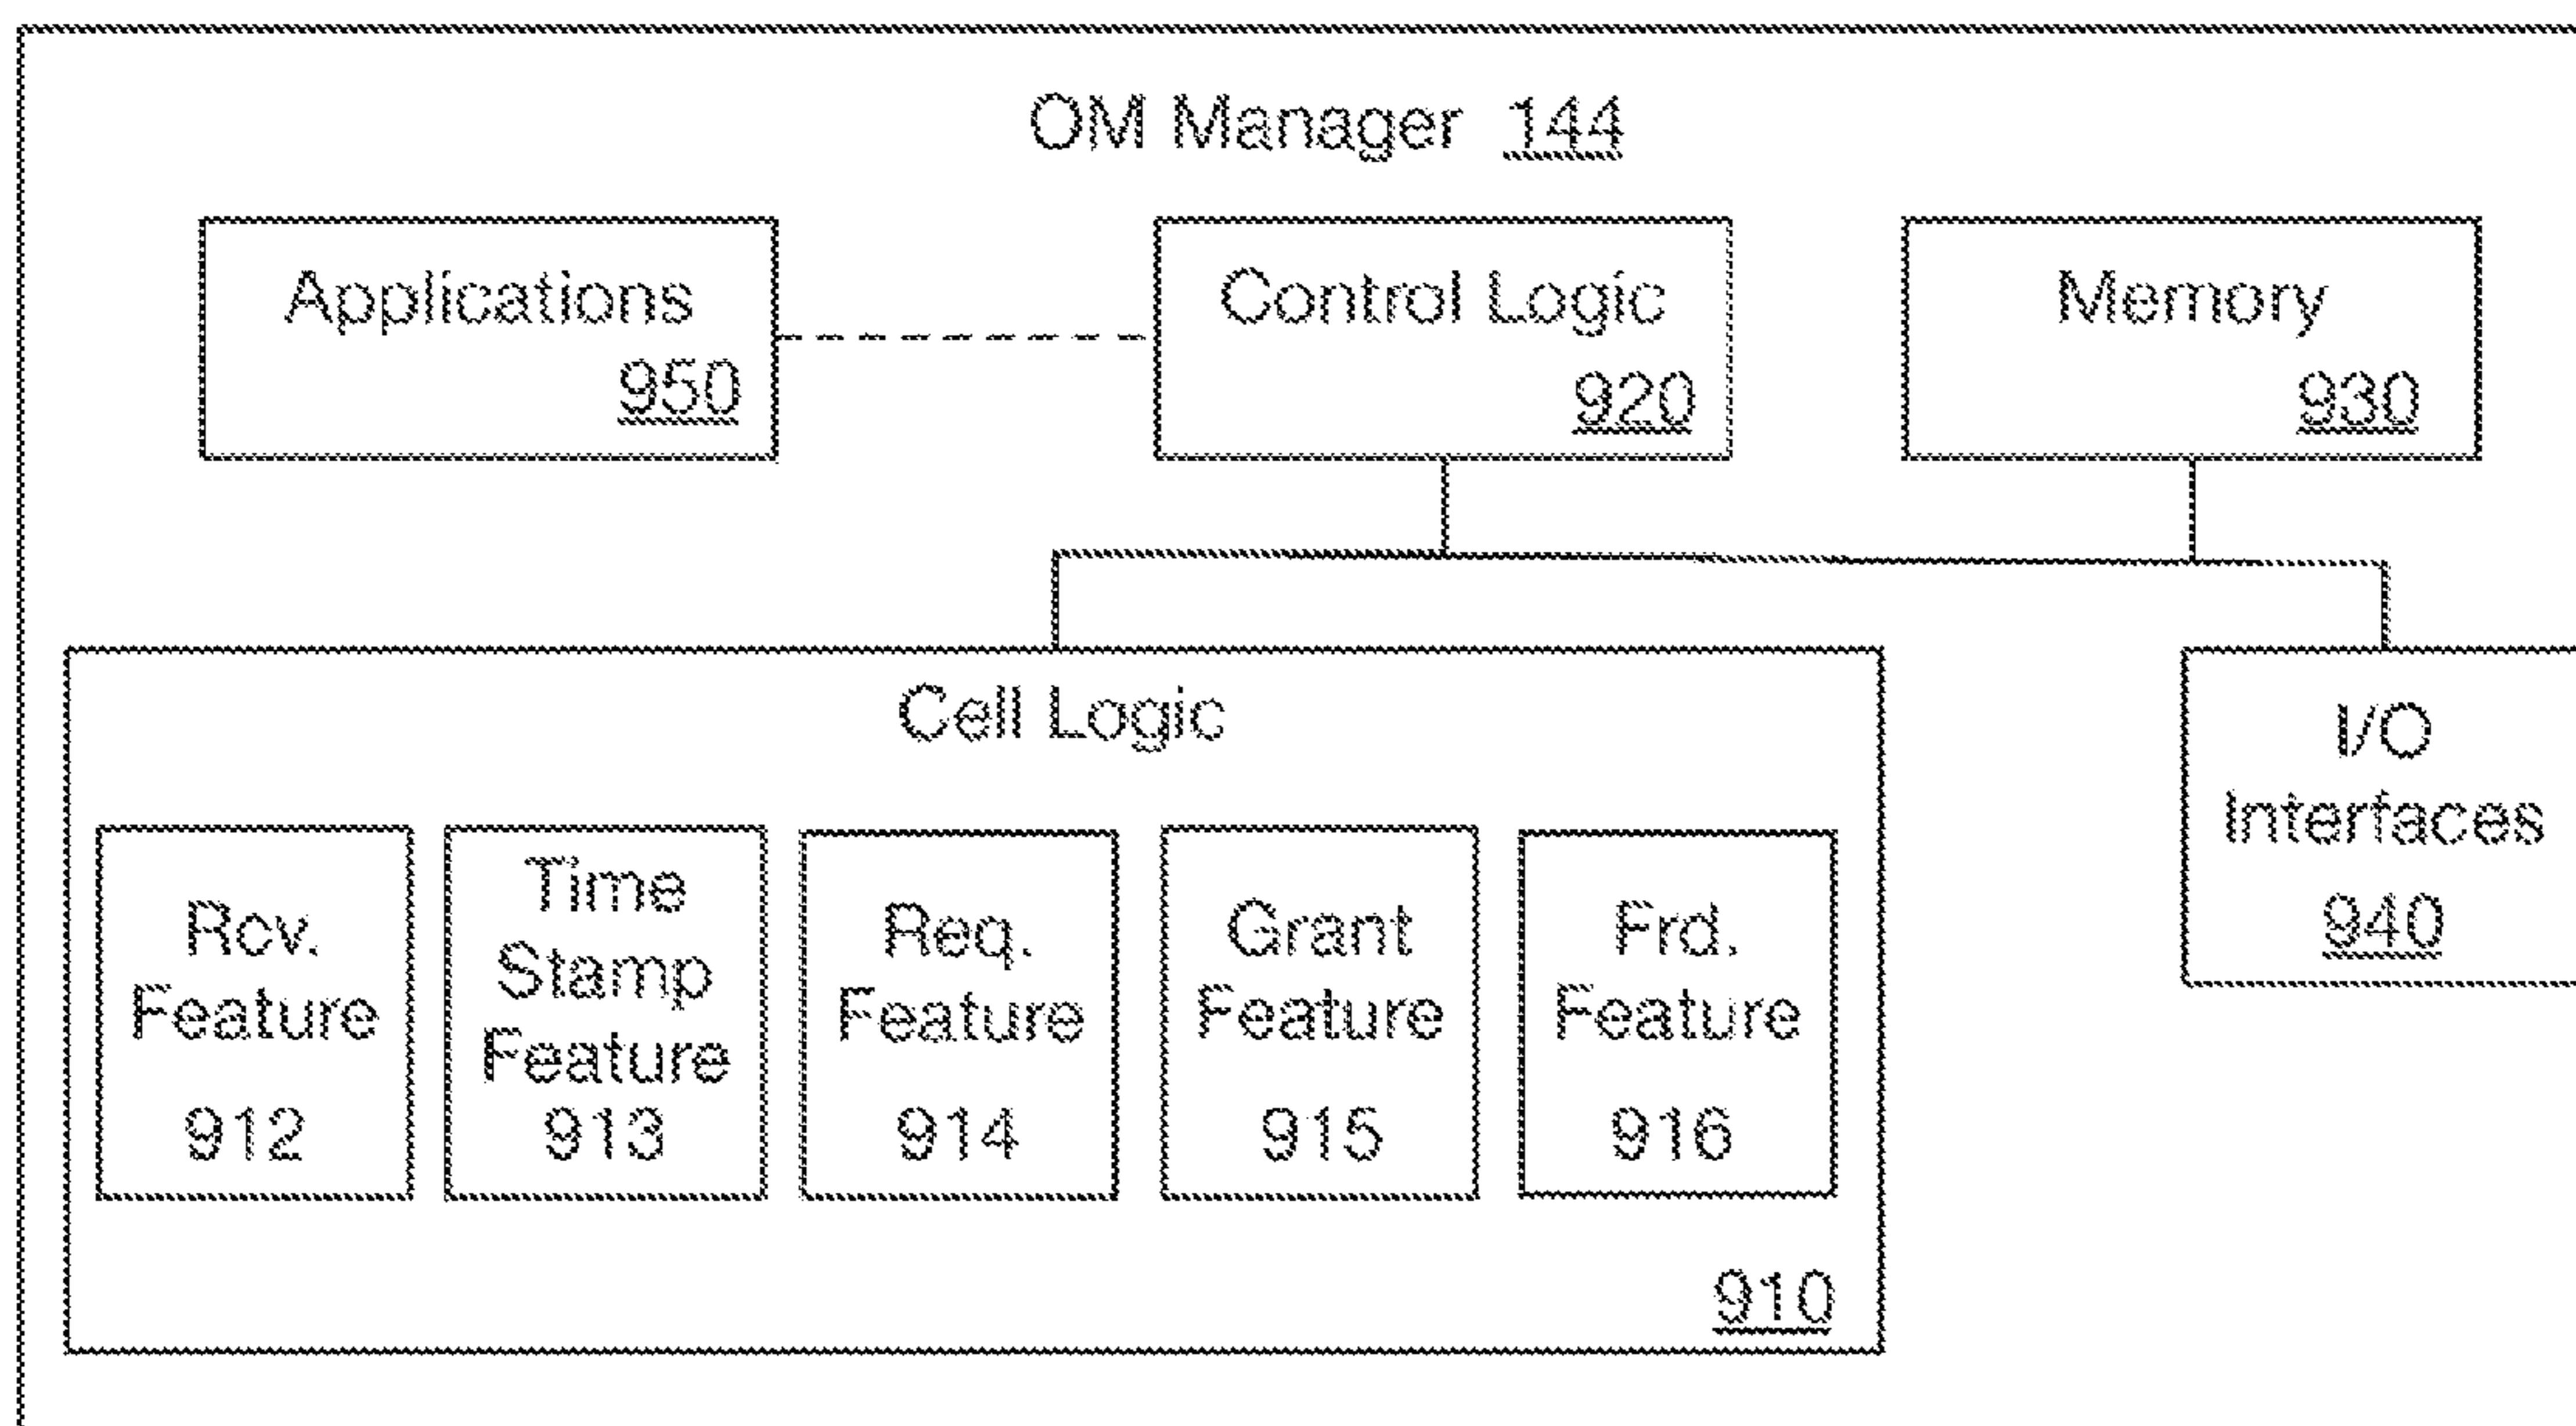 OM Manager 144
Applications
950
Control Logic
920
Memory
930
Cell Logic
Rcv.
Feature
912
Time
Stamp
Feature
913
Req.
Feature
914
Grant
Feature
915
Frd.
Feature
916
910
I/O
Interfaces
940